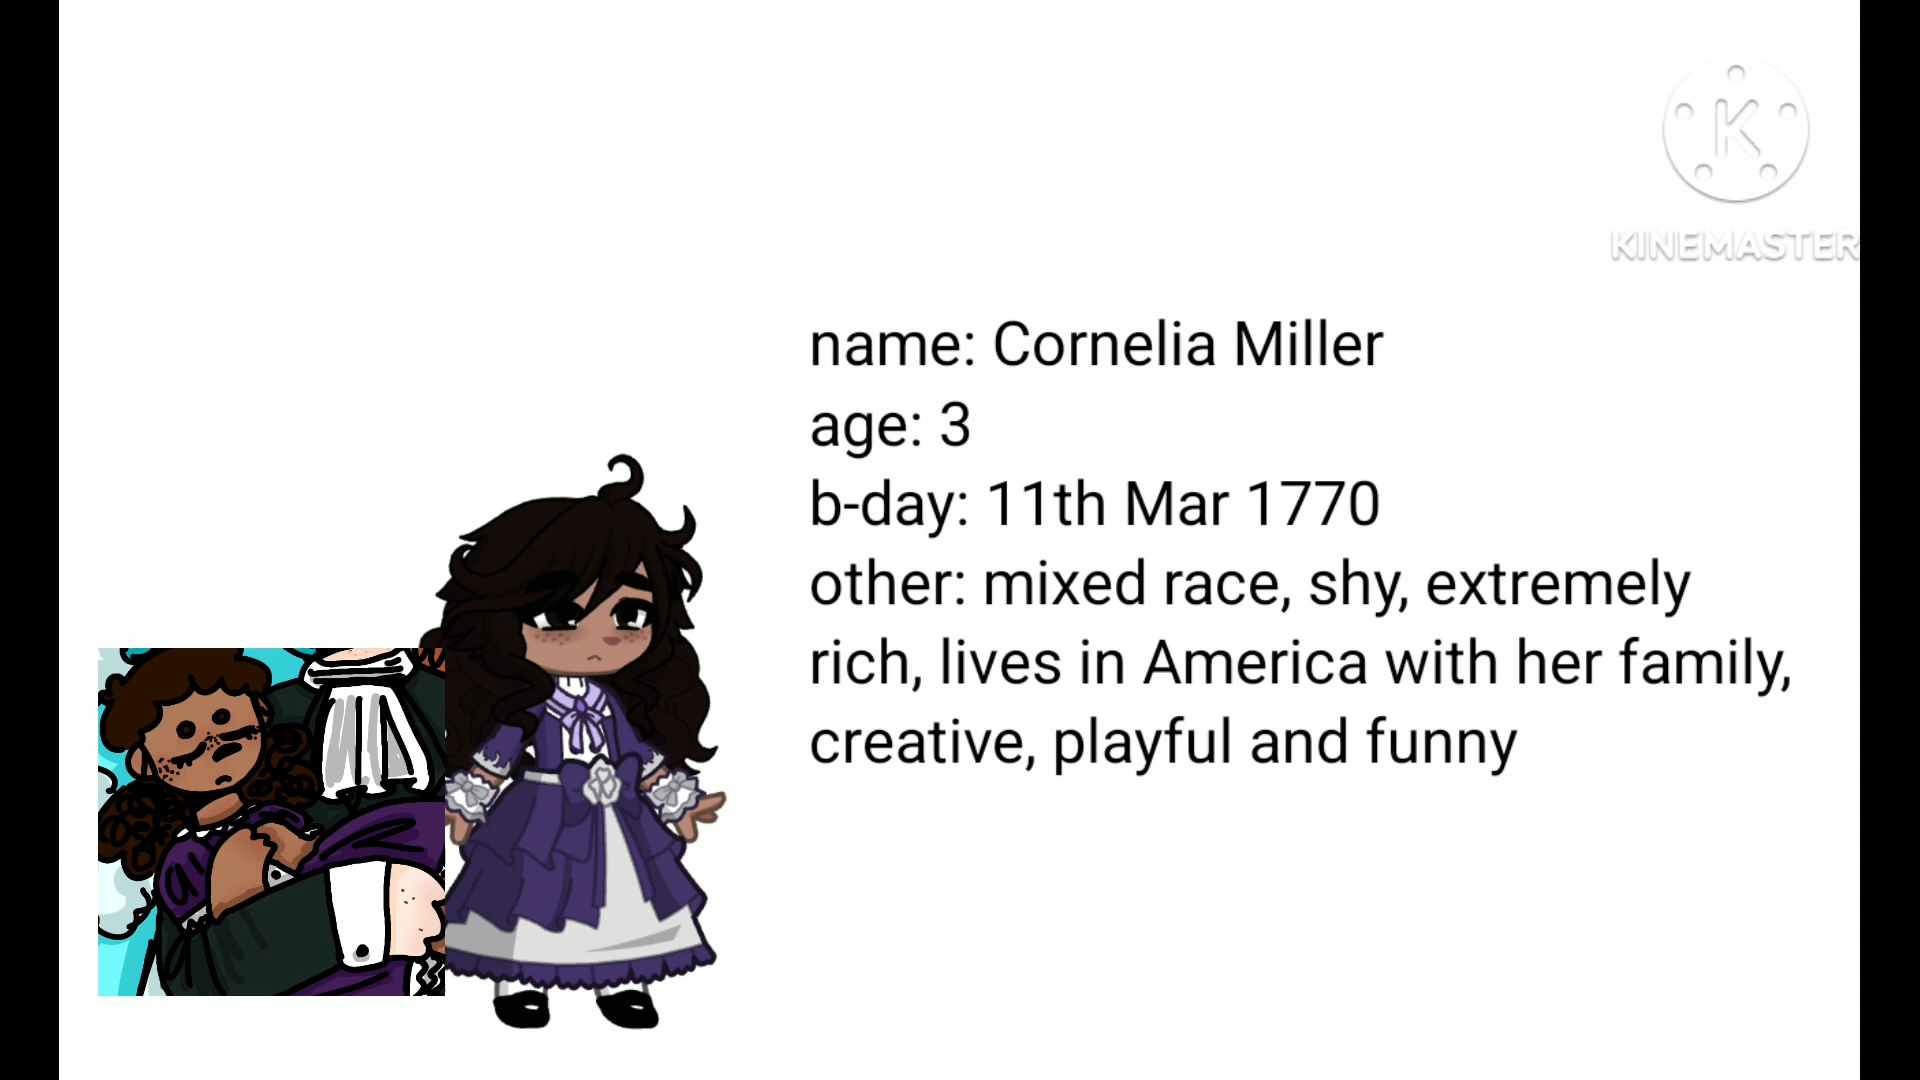 K
KINEMASTER
name: Cornelia Miller
age: 3
b-day: 11th Mar 1770
other: mixed race, shy, extremely
rich, lives in America with her family,
creative, playful and funny